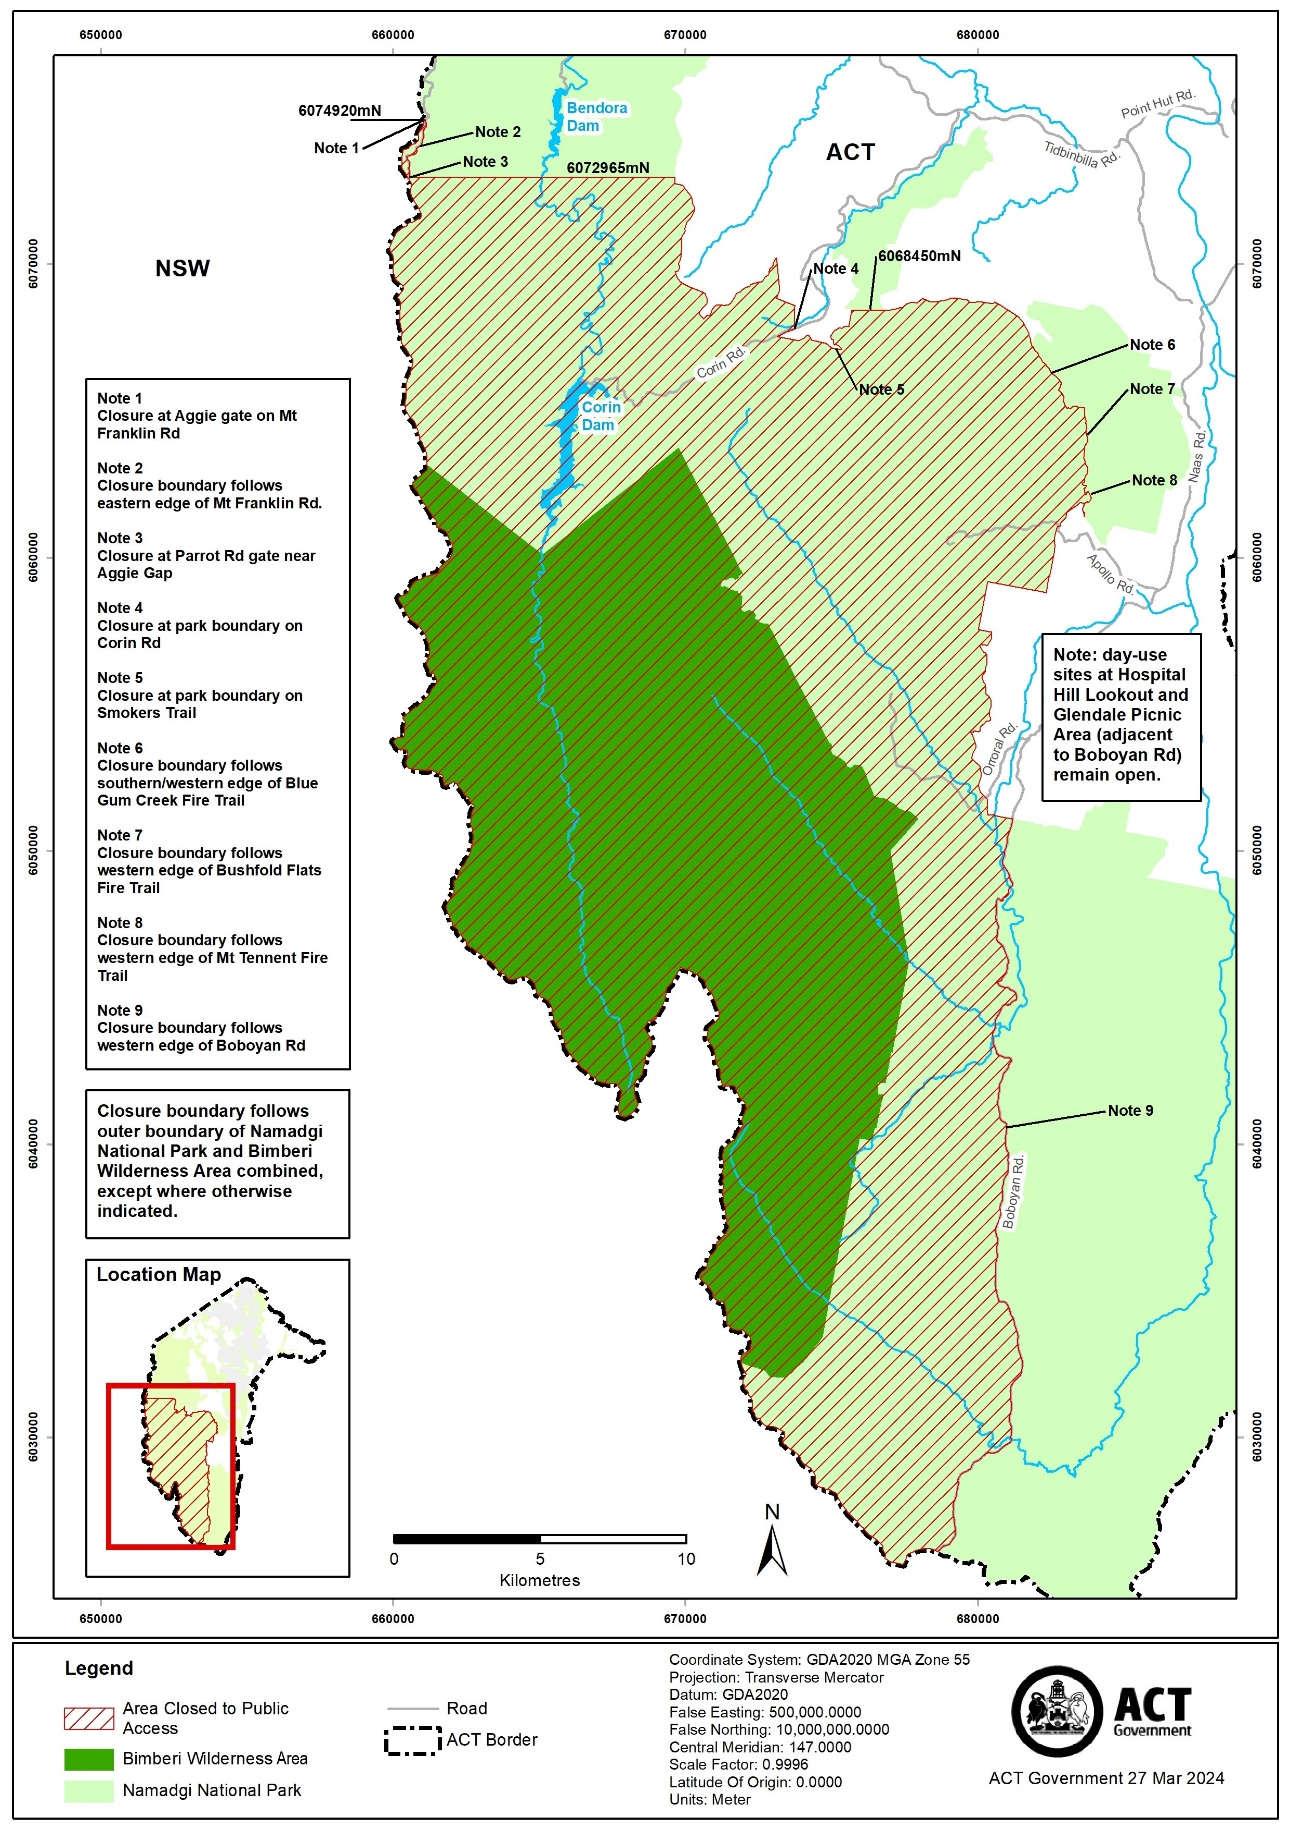 650000
660000
670000
680000
6074920mN
Note 1
Note 2
Note 3
6072965mN
Bendora
Dam
ACT
Point Hut Rd.
Tidbinbilla Rd.
NSW
6070000
6070000
Note 4
6068450mN
Note 5
Note 6
Note 7
Note 8
Corin Rd.
Corin
Dam
Naas Rd.
Apollo Rd.
6060000
6060000
Note 1
Closure at Aggie gate on Mt
Franklin Rd
Note 2
Closure boundary follows
eastern edge of Mt Franklin Rd.
Note 3
Closure at Parrot Rd gate near
Aggie Gap
Note 4
Closure at park boundary on
Corin Rd
Note 5
Closure at park boundary on
Smokers Trail
Note 6
Closure boundary follows
southern/western edge of Blue
Gum Creek Fire Trail
Note 7
Closure boundary follows
western edge of Bushfold Flats
Fire Trail
Note 8
Closure boundary follows
western edge of Mt Tennent Fire
Trail
Note 9
Closure boundary follows
western edge of Boboyan Rd
Note: day-use
sites at Hospital
Hill Lookout and
Glendale Picnic
Area (adjacent
to Boboyan Rd)
remain open.
Orroral Rd.
6050000
6050000
Closure boundary follows
outer boundary of Namadgi
National Park and Bimberi
Wilderness Area combined,
except where otherwise
indicated.
Note 9
Boboyan Rd.
6040000
6040000
Location Map
6030000
6030000
N
0
5
10
Kilometres
650000
660000
670000
680000
Legend
Area Closed to Public
Access
Bimberi Wilderness Area
Namadgi National Park
Road
ACT Border
Coordinate System: GDA2020 MGA Zone 55
Projection: Transverse Mercator
Datum: GDA2020
False Easting: 500,000.0000
False Northing: 10,000,000.0000
Central Meridian: 147.0000
Scale Factor: 0.9996
Latitude Of Origin: 0.0000
Units: Meter
ACT
Government
ACT Government 27 Mar 2024